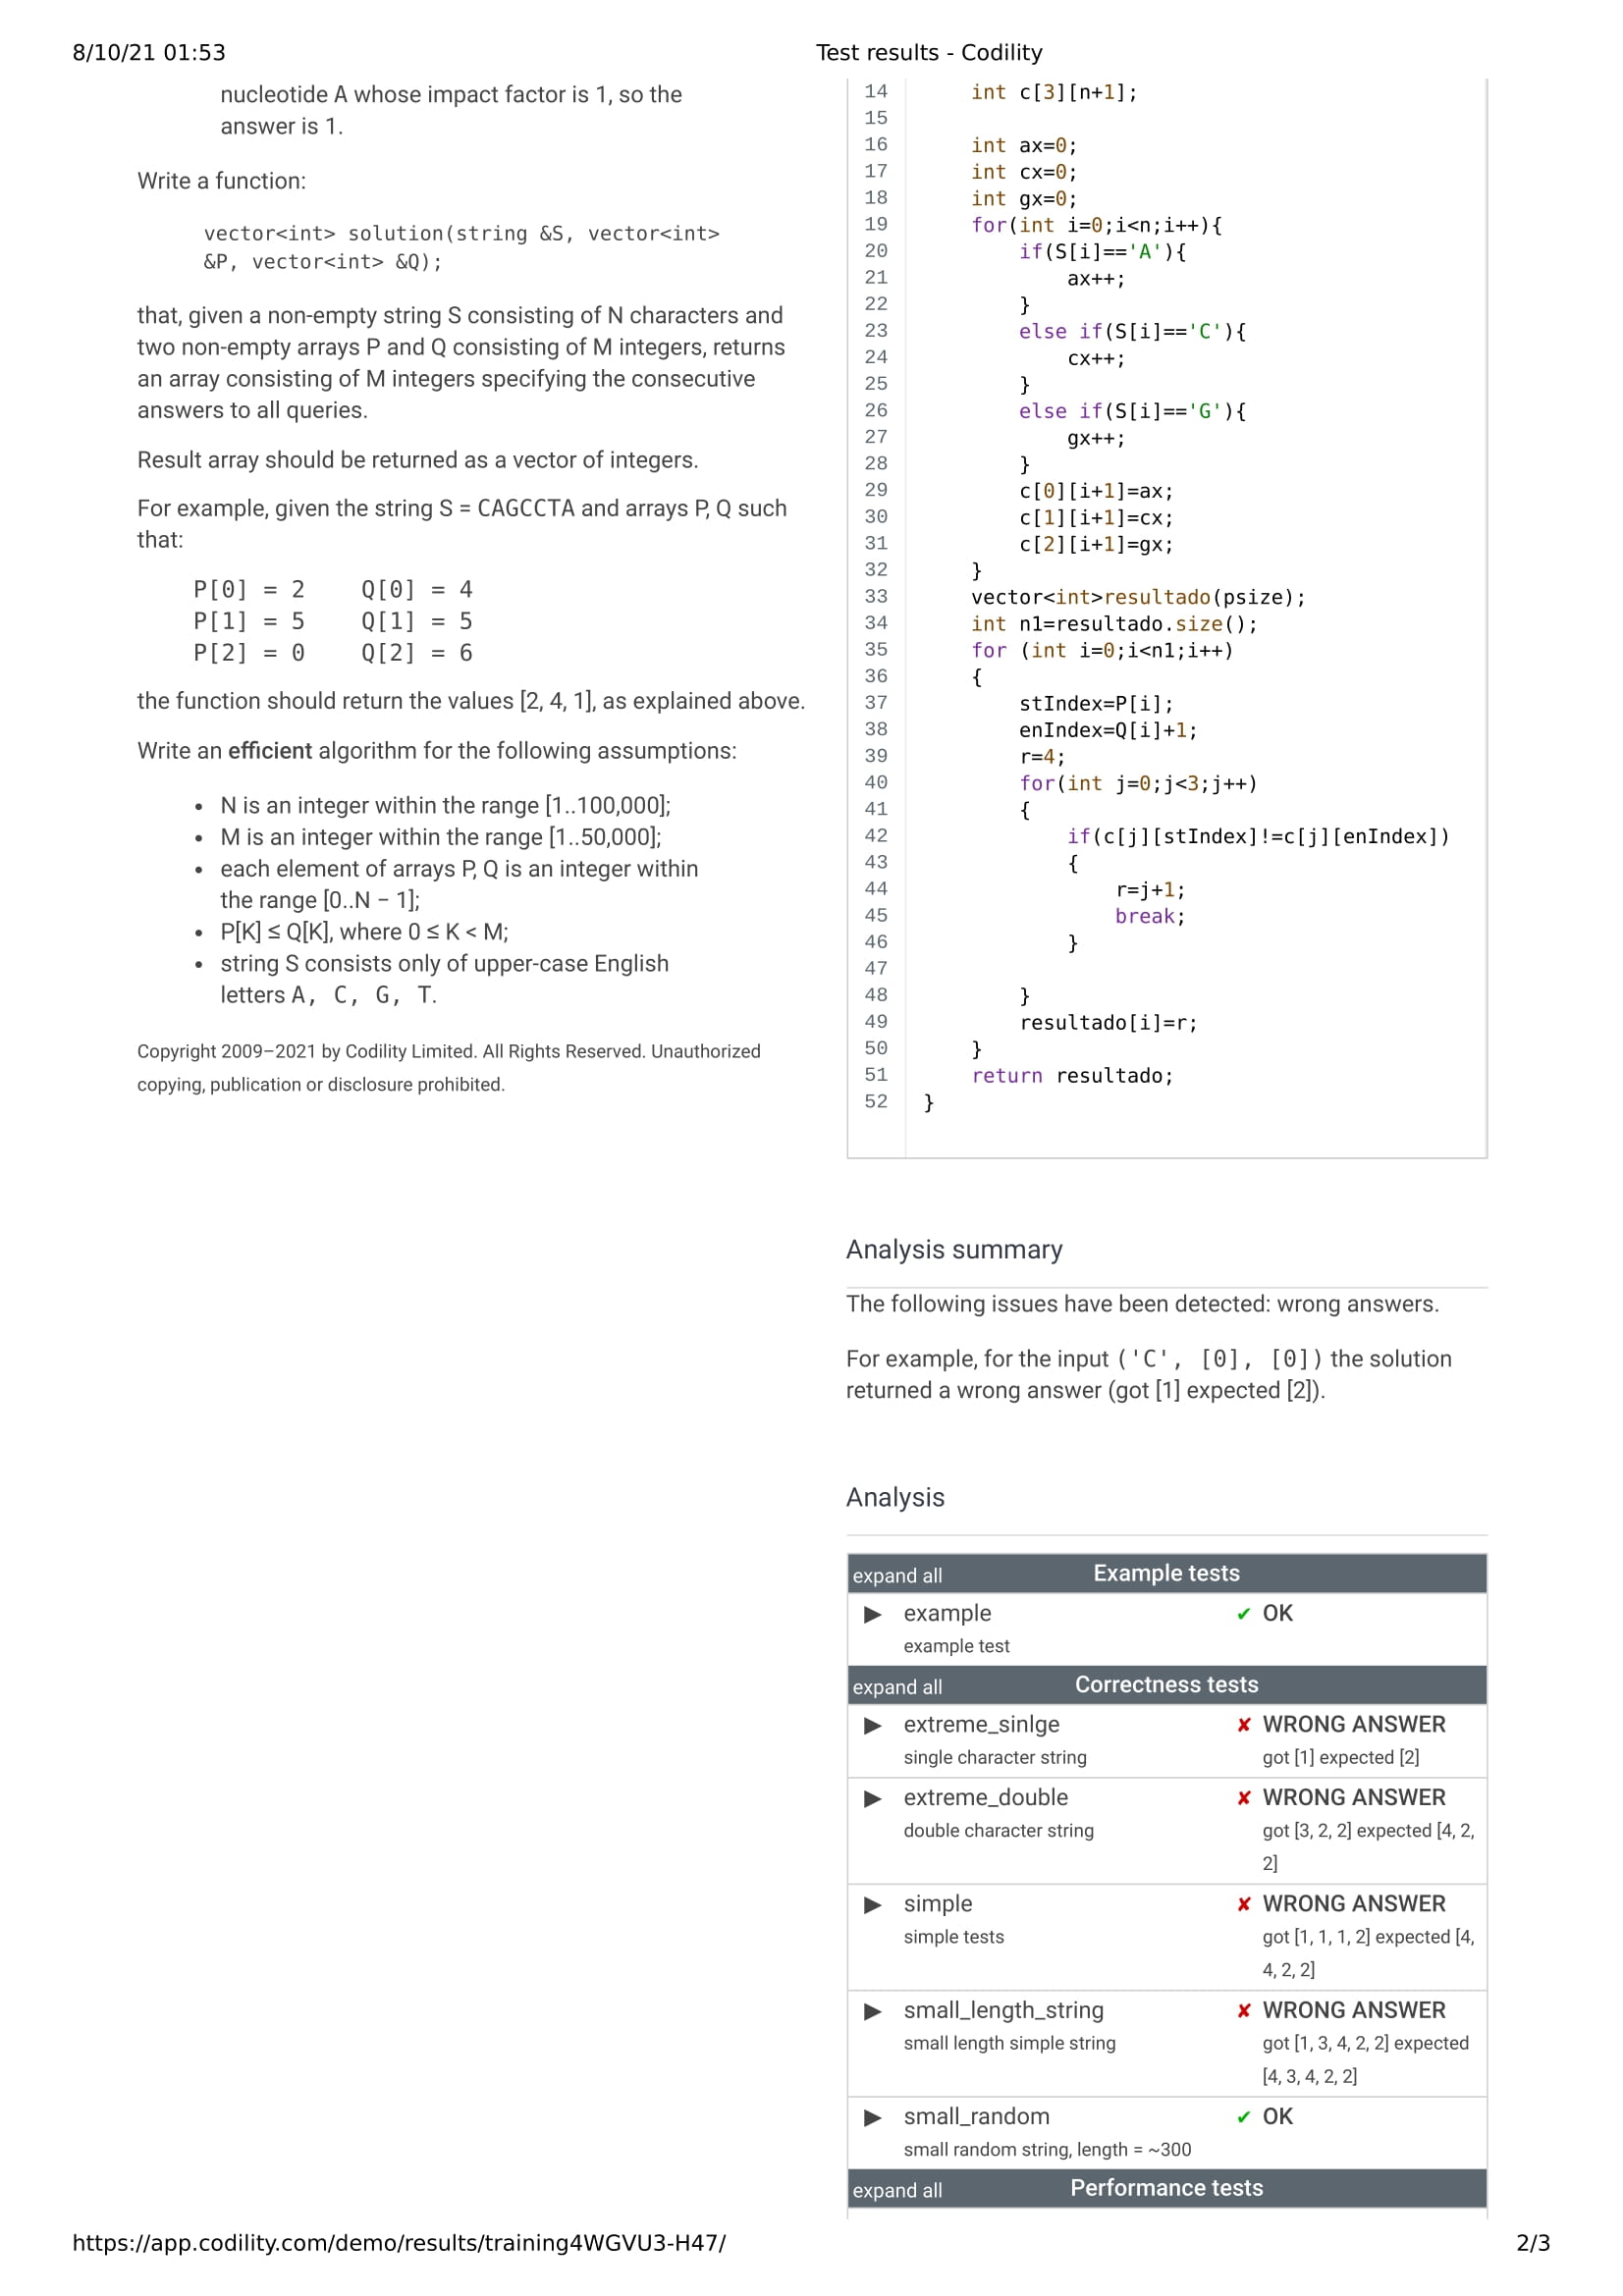 8/10/21 01:53
Test results - Codility
nucleotide A whose impact factor is 1, so the
answer is 1.
Write a function:
vector<int> solution(string &S, vector<int>
&P, vector<int> &Q);
that, given a non-empty string S consisting of N characters and
two non-empty arrays P and Q consisting of M integers, returns
an array consisting of M integers specifying the consecutive
answers to all queries.
Result array should be returned as a vector of integers.
For example, given the string S = CAGCCTA and arrays P, Q such
that:
P[0] = 2    Q[0] = 4
P[1] = 5    Q[1] = 5
P[2] = 0    Q[2] = 6
the function should return the values [2, 4, 1], as explained above.
Write an efficient algorithm for the following assumptions:
• N is an integer within the range [1..100,000];
• M is an integer within the range [1..50,000];
• each element of arrays P, Q is an integer within
the range [0..N − 1];
• P[K] ≤ Q[K], where 0 ≤ K < M;
• string S consists only of upper-case English
letters A, C, G, T.
Copyright 2009–2021 by Codility Limited. All Rights Reserved. Unauthorized
copying, publication or disclosure prohibited.
14    int c[3][n+1];
15
16    int ax=0;
17    int cx=0;
18    int gx=0;
19    for(int i=0;i<n;i++){
20        if(S[i]=='A'){
21            ax++;
22        }
23        else if(S[i]=='C'){
24            cx++;
25        }
26        else if(S[i]=='G'){
27            gx++;
28        }
29        c[0][i+1]=ax;
30        c[1][i+1]=cx;
31        c[2][i+1]=gx;
32    }
33    vector<int>resultado(psize);
34    int n1=resultado.size();
35    for (int i=0;i<n1;i++)
36    {
37        stIndex=P[i];
38        enIndex=Q[i]+1;
39        r=4;
40        for(int j=0;j<3;j++)
41        {
42            if(c[j][stIndex]!=c[j][enIndex])
43            {
44                r=j+1;
45                break;
46            }
47
48        }
49        resultado[i]=r;
50    }
51    return resultado;
52 }
Analysis summary
The following issues have been detected: wrong answers.
For example, for the input ('C', [0], [0]) the solution
returned a wrong answer (got [1] expected [2]).
Analysis
expand all Example tests
▶ example ✔ OK
example test
expand all Correctness tests
▶ extreme_sinlge ✘ WRONG ANSWER
single character string got [1] expected [2]
▶ extreme_double ✘ WRONG ANSWER
double character string got [3, 2, 2] expected [4, 2,
2]
▶ simple ✘ WRONG ANSWER
simple tests got [1, 1, 1, 2] expected [4,
4, 2, 2]
▶ small_length_string ✘ WRONG ANSWER
small length simple string got [1, 3, 4, 2, 2] expected
[4, 3, 4, 2, 2]
▶ small_random ✔ OK
small random string, length = ~300
expand all Performance tests
https://app.codility.com/demo/results/training4WGVU3-H47/
2/3